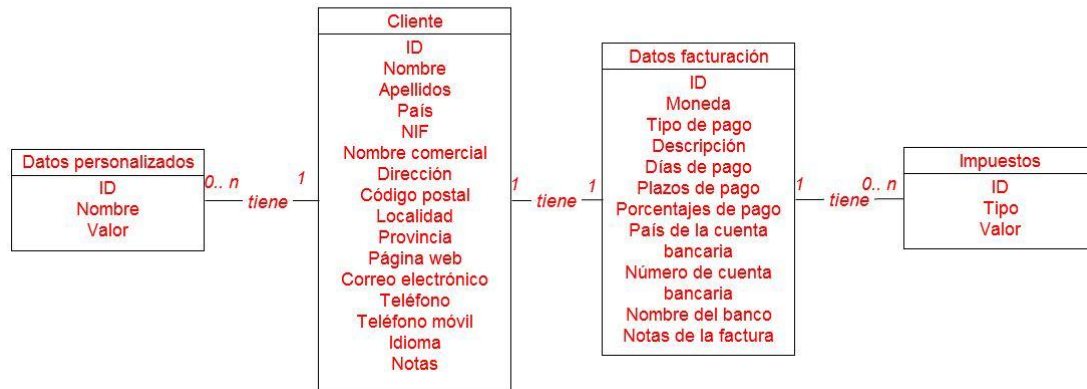 Datos personalizados
ID
Nombre
Valor
0.. n
tiene
1
Cliente
ID
Nombre
Apellidos
País
NIF
Nombre comercial
Dirección
Código postal
Localidad
Provincia
Página web
Correo electrónico
Teléfono
Teléfono móvil
Idioma
Notas
1
tiene
1
Datos facturación
ID
Moneda
Tipo de pago
Descripción
Días de pago
Plazos de pago
Porcentajes de pago
País de la cuenta
bancaria
Número de cuenta
bancaria
Nombre del banco
Notas de la factura
1
tiene
0.. n
Impuestos
ID
Tipo
Valor